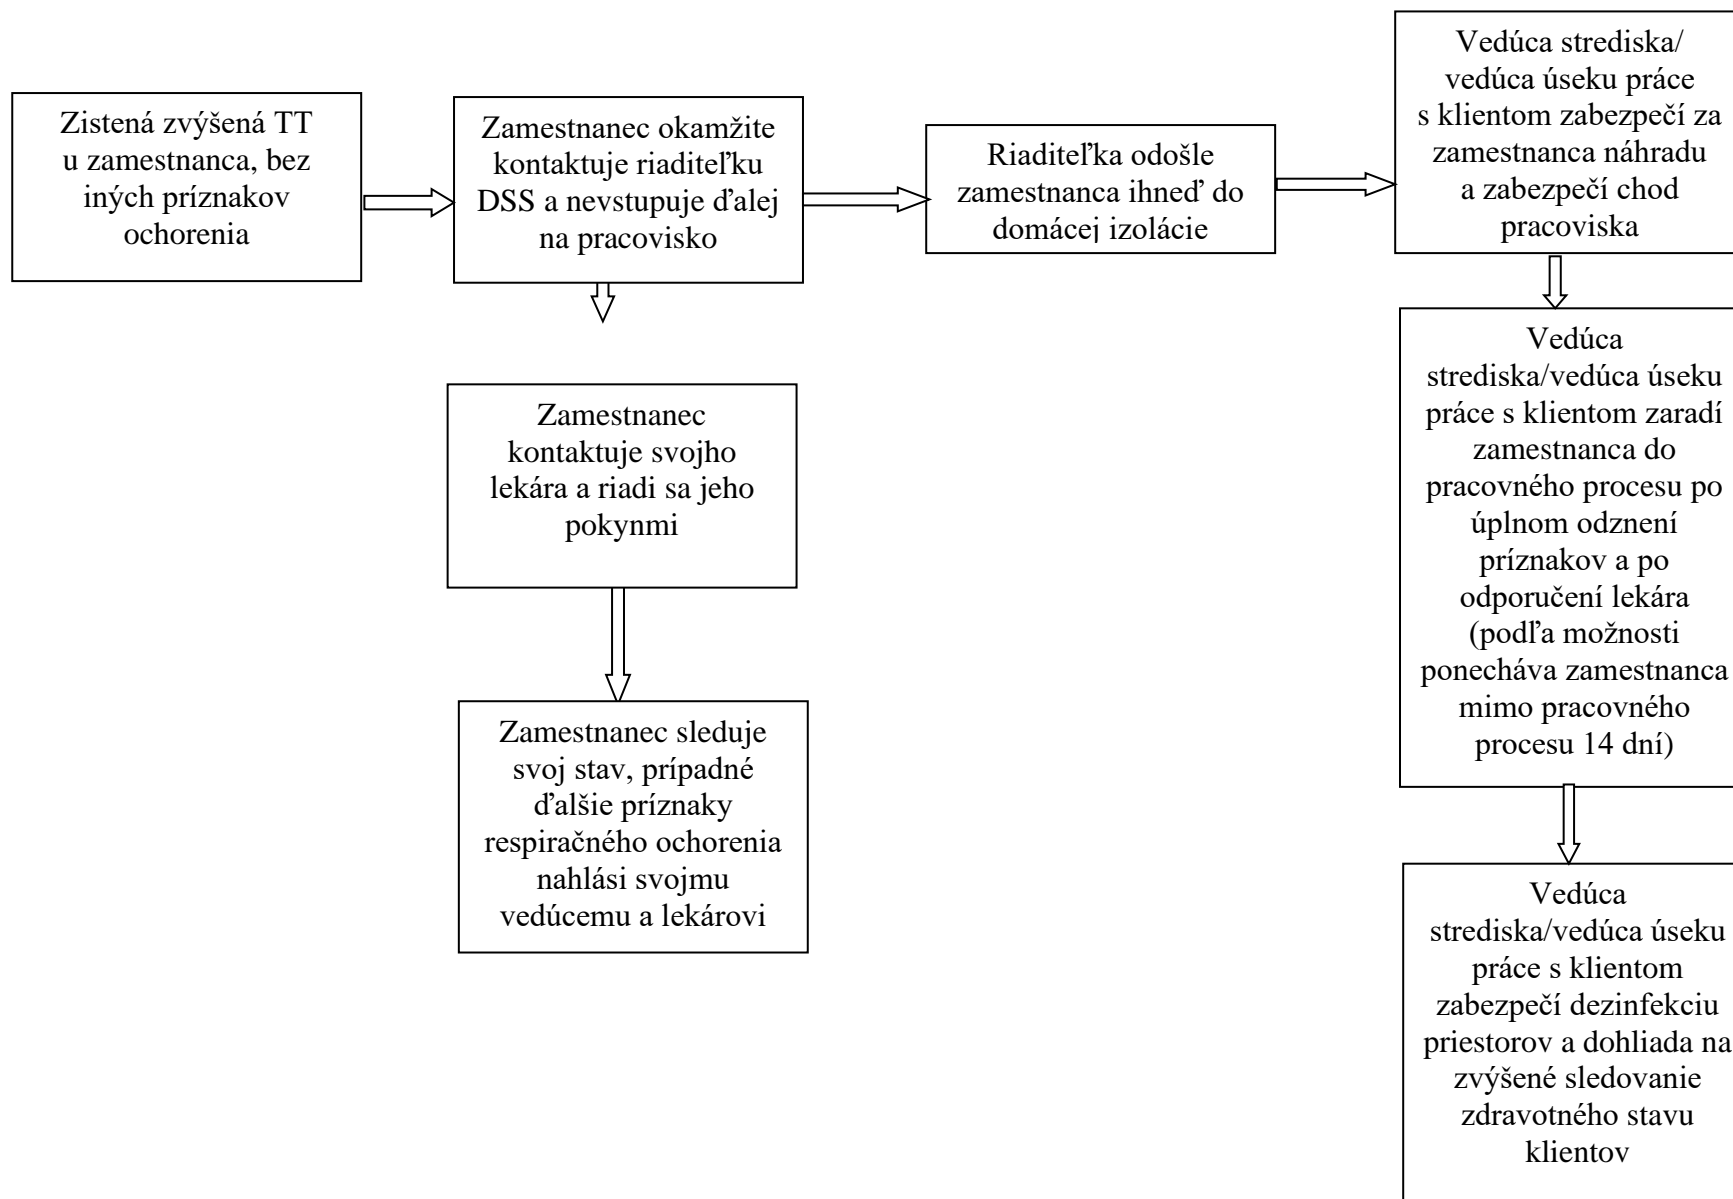 Zistená zvýšená TT
u zamestnanca, bez
iných príznakov
ochorenia
Zamestnanec okamžite
kontaktuje riaditeľku
DSS a nevstupuje ďalej
na pracovisko
Riaditeľka odošle
zamestnanca ihneď do
domácej izolácie
Vedúca strediska/
vedúca úseku práce
s klientom zabezpečí za
zamestnanca náhradu
a zabezpečí chod
pracoviska
Zamestnanec
kontaktuje svojho
lekára a riadi sa jeho
pokynmi
Zamestnanec sleduje
svoj stav, prípadné
ďalšie príznaky
respiračného ochorenia
nahlási svojmu
vedúcemu a lekárovi
Vedúca
strediska/vedúca úseku
práce s klientom zaradí
zamestnanca do
pracovného procesu po
úplnom odznení
príznakov a po
odporučení lekára
(podľa možnosti
ponecháva zamestnanca
mimo pracovného
procesu 14 dní)
Vedúca
strediska/vedúca úseku
práce s klientom
zabezpečí dezinfekciu
priestorov a dohliada na
zvýšené sledovanie
zdravotného stavu
klientov